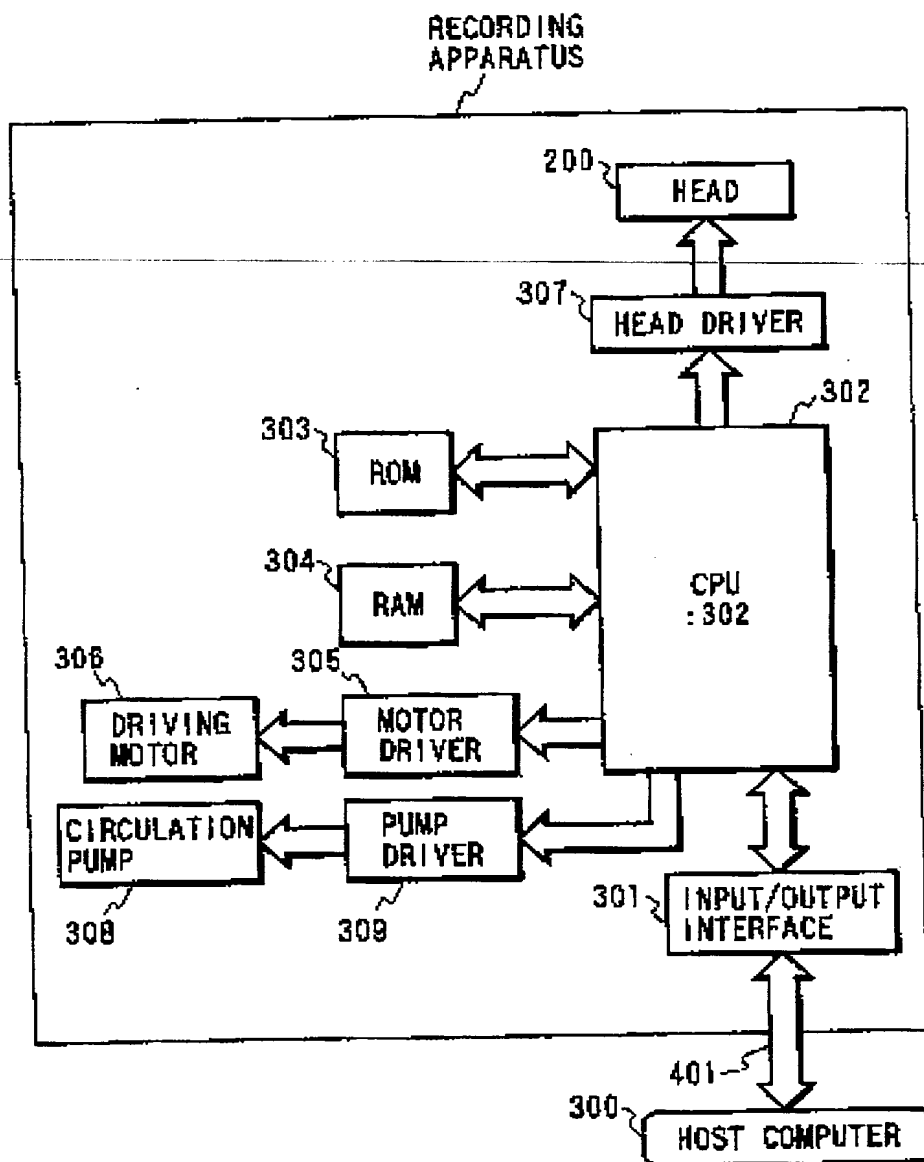 RECORDING
APPARATUS
200
HEAD
307
HEAD DRIVER
302
303
ROM
CPU
:302
304
RAM
306
305
DRIVING
MOTOR
MOTOR
DRIVER
CIRCULATION
PUMP
PUMP
DRIVER
308
309
301
INPUT/OUTPUT
INTERFACE
401
300
HOST COMPUTER